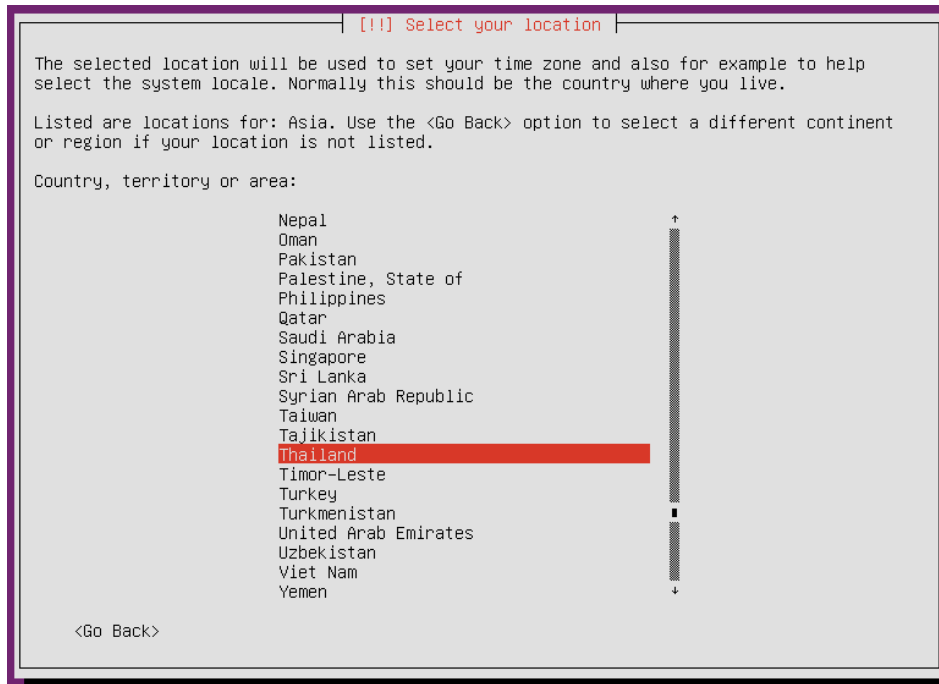 [!!] Select your location
The selected location will be used to set your time zone and also for example to help
select the system locale. Normally this should be the country where you live.
Listed are locations for: Asia. Use the <Go Back> option to select a different continent
or region if your location is not listed.
Country, territory or area:
Nepal
Oman
Pakistan
Palestine, State of
Philippines
Qatar
Saudi Arabia
Singapore
Sri Lanka
Syrian Arab Republic
Taiwan
Tajikistan
Thailand
Timor-Leste
Turkey
Turkmenistan
United Arab Emirates
Uzbekistan
Viet Nam
Yemen
<Go Back>